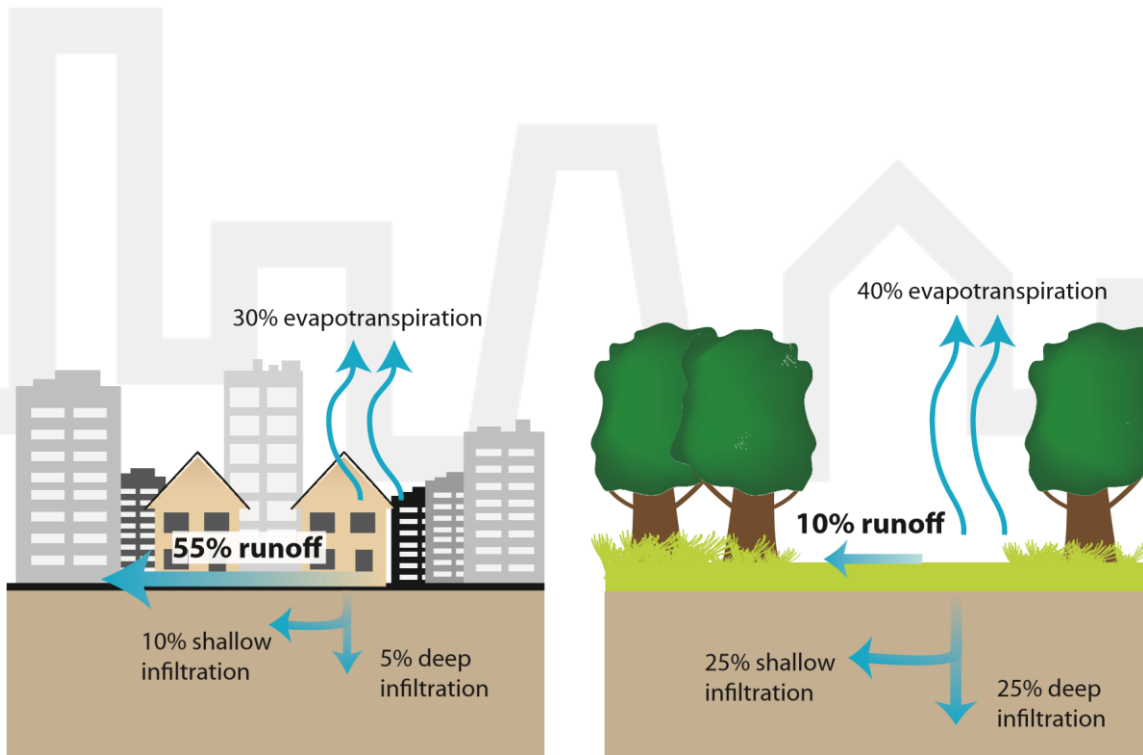 30% evapotranspiration
55% runoff
10% shallow
infiltration
5% deep
infiltration
40% evapotranspiration
10% runoff
25% shallow
infiltration
25% deep
infiltration